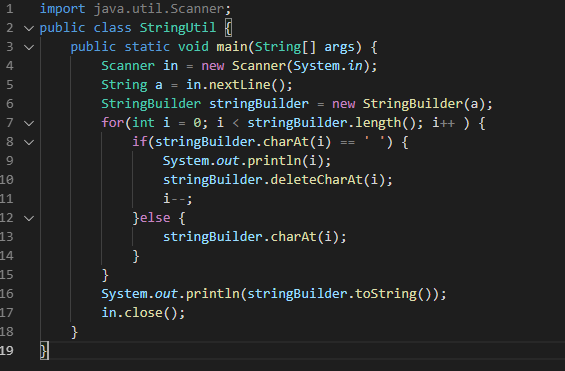 1 import java.util.Scanner;
2 public class StringUtil {
3 public static void main(String[] args) {
4 Scanner in = new Scanner(System.in);
5 String a = in.nextLine();
6 StringBuilder stringBuilder = new StringBuilder(a);
7 for(int i = 0; i < stringBuilder.length(); i++ ) {
8 if(stringBuilder.charAt(i) == ' ') {
9 System.out.println(i);
10 stringBuilder.deleteCharAt(i);
11 i--;
12 }else {
13 stringBuilder.charAt(i);
14 }
15 }
16 System.out.println(stringBuilder.toString());
17 in.close();
18 }
19 }